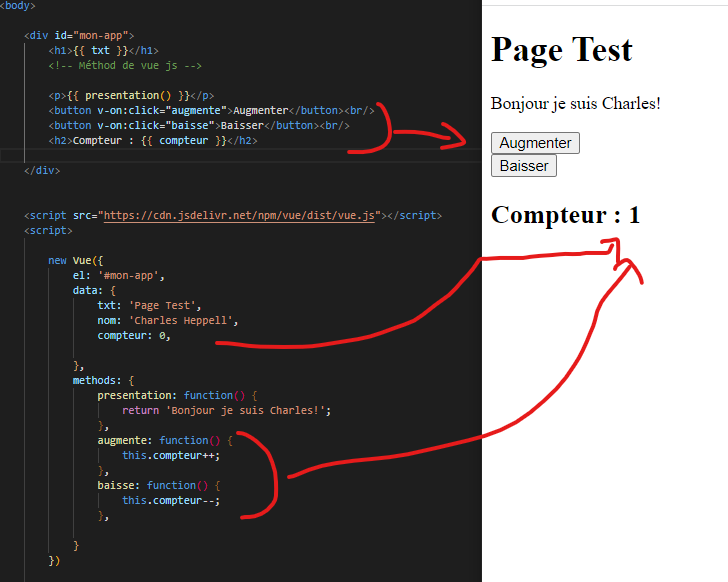 <body>
<div id="mon-app">
<h1>{{ txt }}</h1>
<!-- Méthod de vue js -->
<p>{{ presentation() }}</p>
<button v-on:click="augmente">Augmenter</button><br/>
<button v-on:click="baisse">Baisser</button><br/>
<h2>Compteur : {{ compteur }}</h2>
</div>
<script src="https://cdn.jsdelivr.net/npm/vue/dist/vue.js"></script>
<script>
new Vue({
el: '#mon-app',
data: {
txt: 'Page Test',
nom: 'Charles Heppell',
compteur: 0,
},
methods: {
presentation: function() {
return 'Bonjour je suis Charles!';
},
augmente: function() {
this.compteur++;
},
baisse: function() {
this.compteur--;
},
}
})
Page Test
Bonjour je suis Charles!
Augmenter
Baisser
Compteur : 1